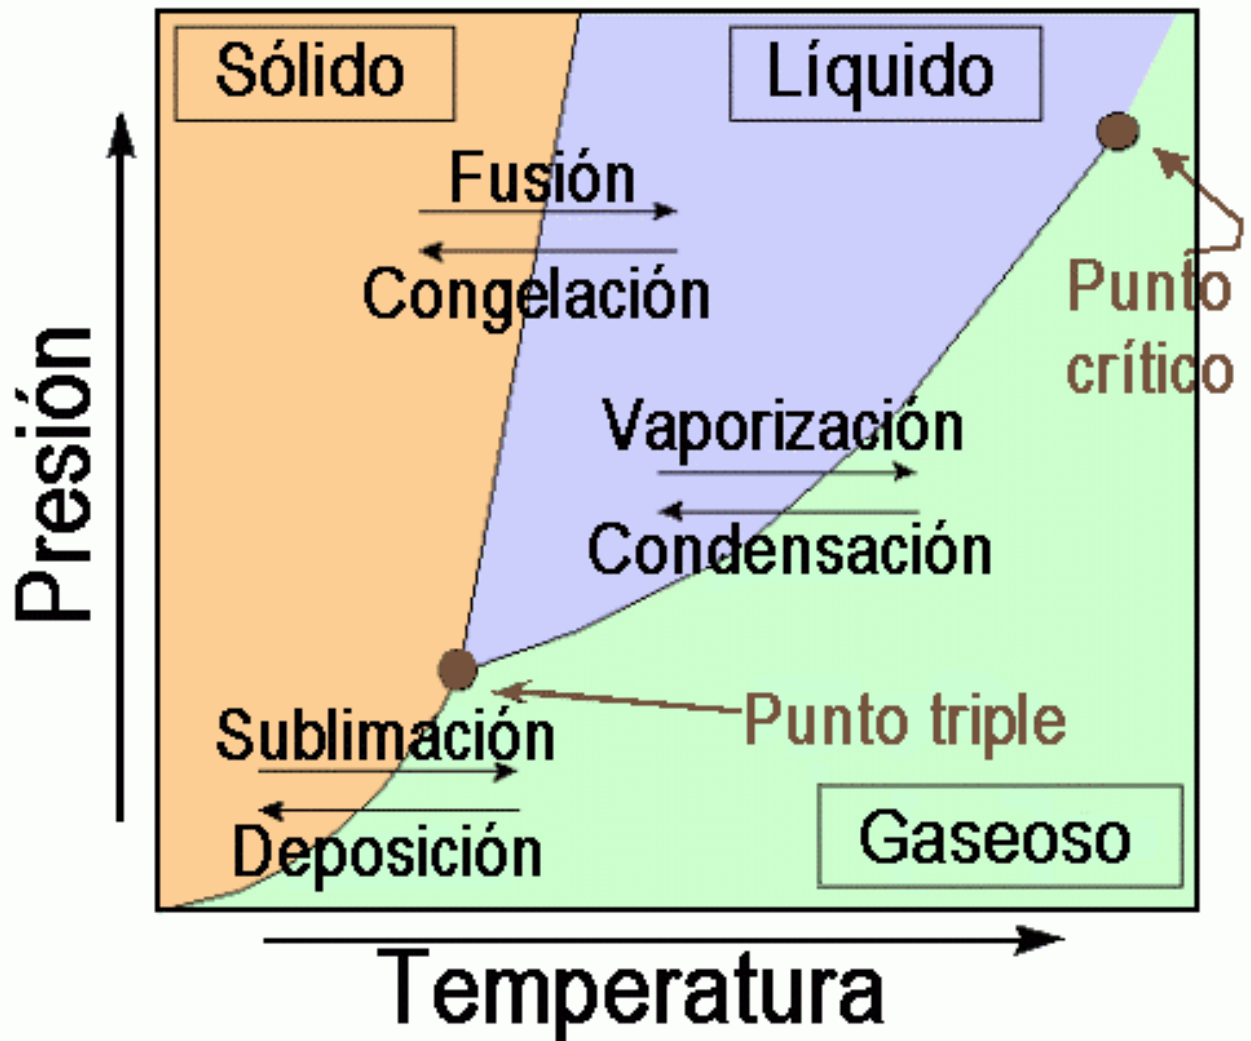 Sólido
Líquido
Fusión
Congelación
Punto
crítico
Vaporización
Condensación
Presión
Sublimación
Punto triple
Deposición
Gaseoso
Temperatura